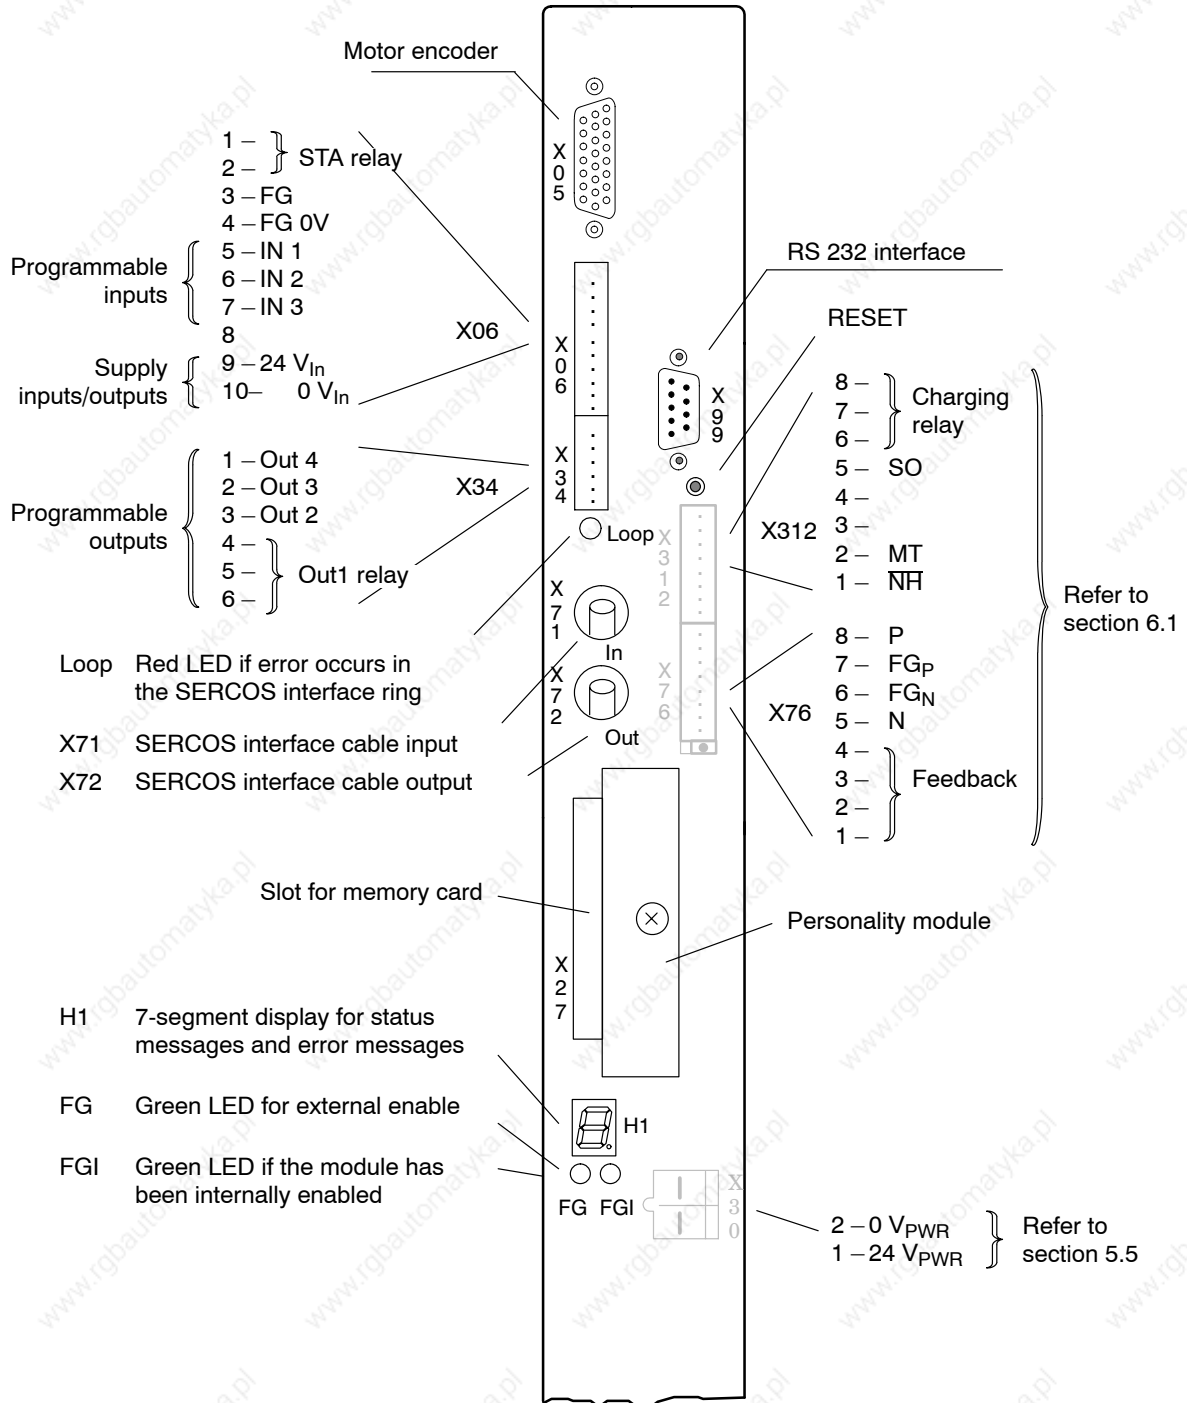 Motor encoder
1 –
2 –
STA relay
3 – FG
4 – FG 0V
5 – IN 1
6 – IN 2
7 – IN 3
8
9 – 24 VIn
10– 0 VIn
Programmable
inputs
Supply
inputs/outputs
X06
1 – Out 4
2 – Out 3
3 – Out 2
4 –
5 –
6 –
Out1 relay
Programmable
outputs
X34
Loop Red LED if error occurs in
the SERCOS interface ring
X71 SERCOS interface cable input
X72 SERCOS interface cable output
Slot for memory card
H1 7-segment display for status
messages and error messages
FG Green LED for external enable
FGI Green LED if the module has
been internally enabled
X05
X06
X34
Loop
X71
In
X72
Out
X27
H1
FG FGI
X99
X312
X76
X30
RS 232 interface
RESET
8 –
7 –
6 –
Charging
relay
5 – SO
4 –
3 –
2 – MT
1 – N̅H̅
X312
8 – P
7 – FGP
6 – FGN
5 – N
4 –
3 –
2 –
1 –
Feedback
X76
Refer to
section 6.1
Personality module
2 – 0 VPWR
1 – 24 VPWR
Refer to
section 5.5
www.rgbautomatyka.pl